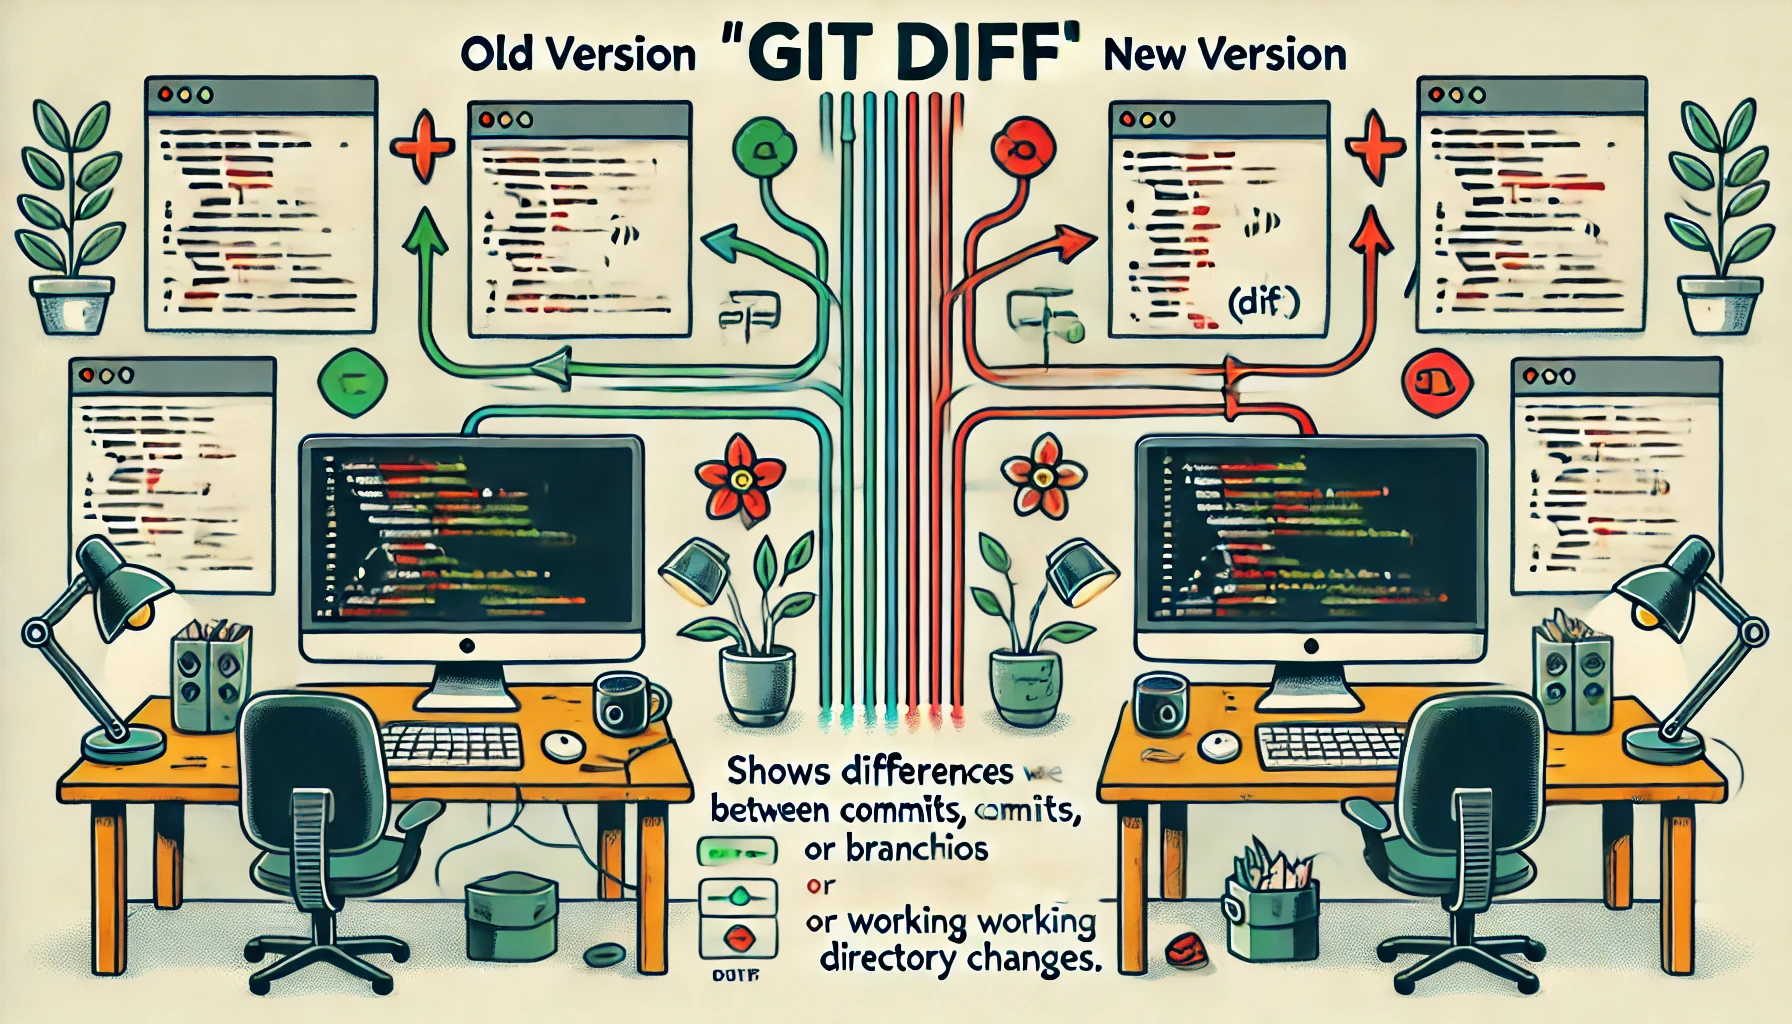 Old Version "GIT DIFF' New Version
(dif)
Shows differences we
between commits, commits,
or branchios
or
or working working
directory changes.